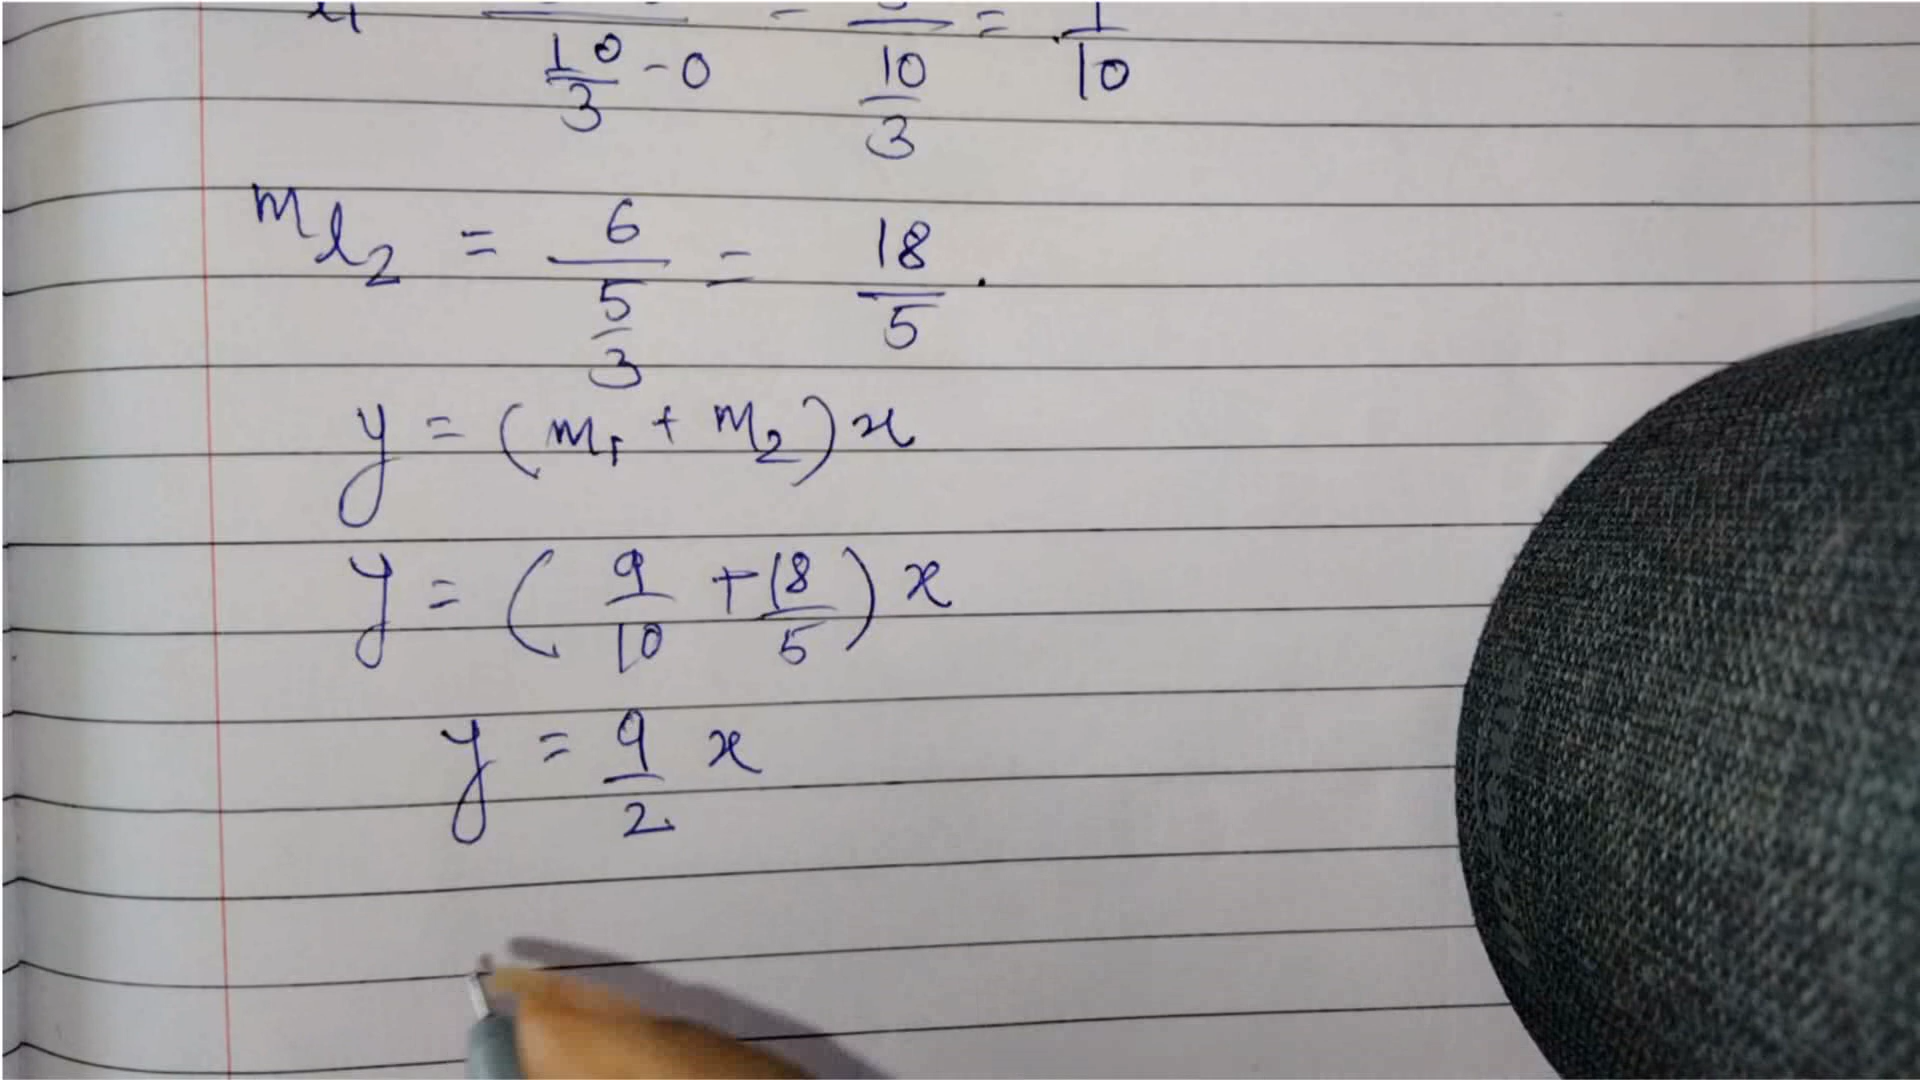 10/3 - 0 = /(10/3) = /10
m l₂ = 6/(5/3) = 18/5 .
y = (m₁ + m₂)x
y = (9/10 + 18/5)x
y = 9/2 x